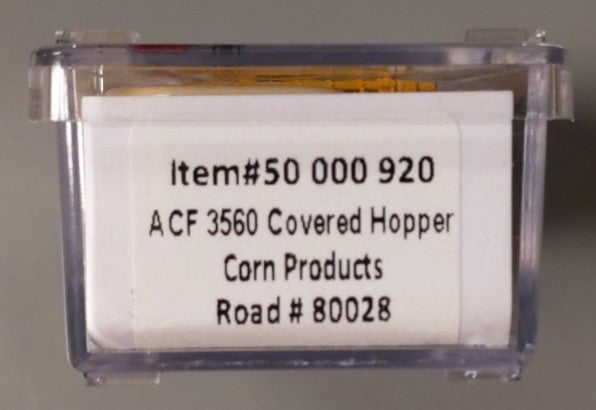 Item#50 000 920
ACF 3560 Covered Hopper
Corn Products
Road # 80028